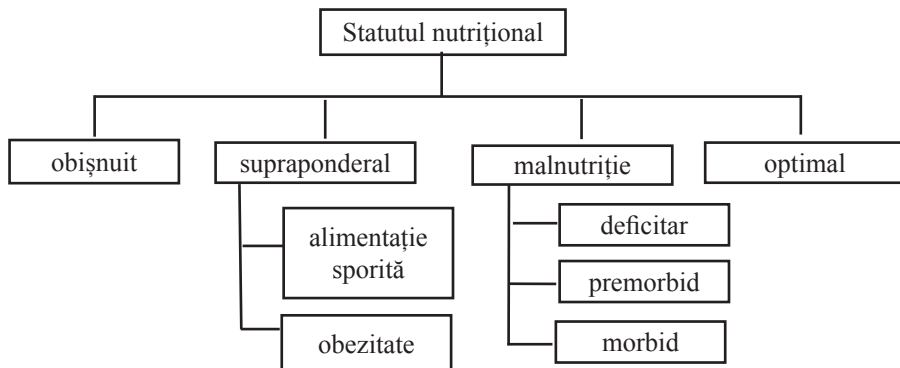 Statutul nutrițional
obișnuit
supraponderal
malnutriție
optimal
alimentație
sporită
obezitate
deficitar
premorbid
morbid